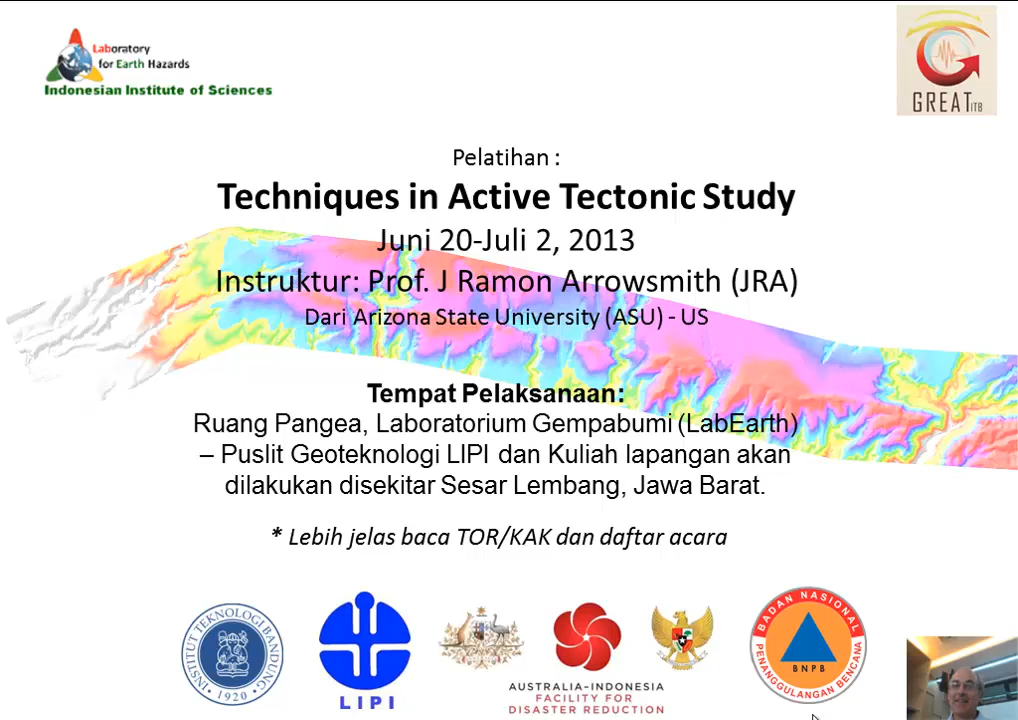 Laboratory
for Earth Hazards
Indonesian Institute of Sciences
GREAT ITB
Pelatihan :
Techniques in Active Tectonic Study
Juni 20-Juli 2, 2013
Instruktur: Prof. J Ramon Arrowsmith (JRA)
Dari Arizona State University (ASU) - US
Tempat Pelaksanaan:
Ruang Pangea, Laboratorium Gempabumi (LabEarth)
– Puslit Geoteknologi LIPI dan Kuliah lapangan akan
dilakukan disekitar Sesar Lembang, Jawa Barat.
* Lebih jelas baca TOR/KAK dan daftar acara
INSTITUT TEKNOLOGI BANDUNG
1920
LIPI
AUSTRALIA-INDONESIA
FACILITY FOR
DISASTER REDUCTION
BADAN NASIONAL
PENANGGULANGAN BENCANA
BNPB